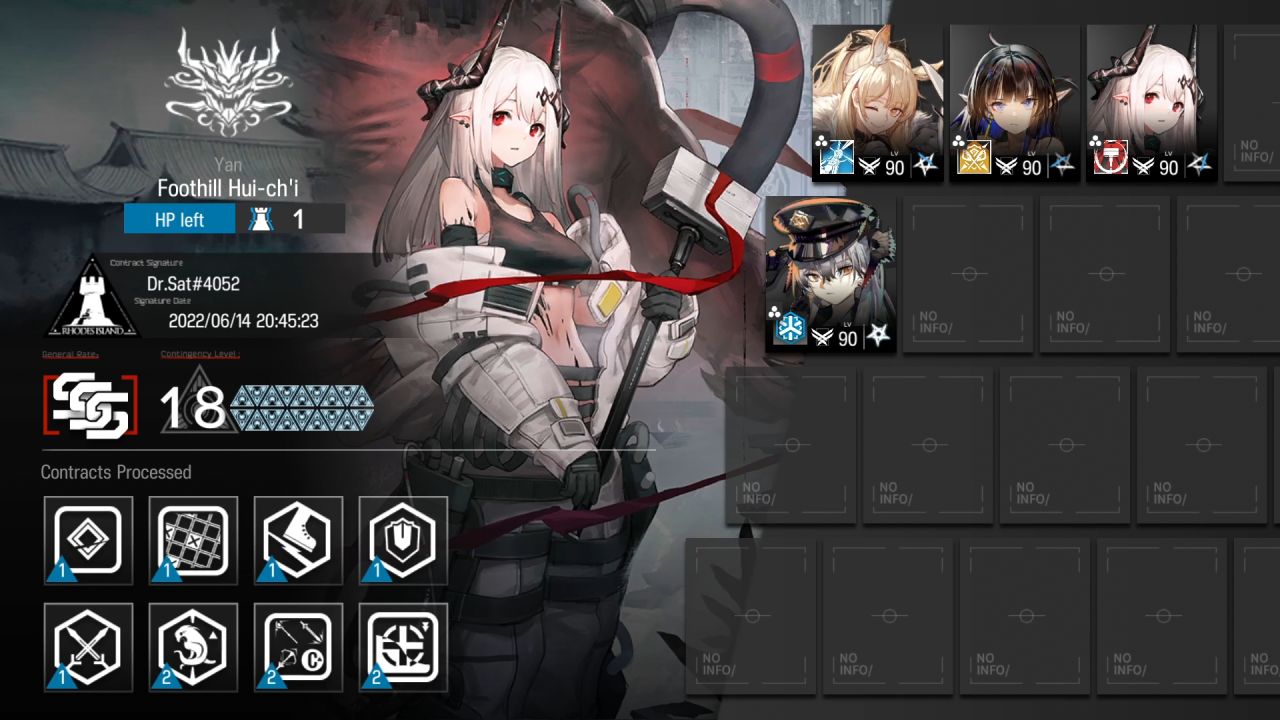 Yan
Foothill Hui-ch'i
HP left 1
Contract Signature
Dr.Sat#4052
Signature Date
2022/06/14 20:45:23
RHODES ISLAND
General Rate:
Contingency Level :
18
Contracts Processed
1 1 1 1
1 2 2 2
LV 90 LV 90 LV 90
NO
INFO/
LV 90
NO NO NO
INFO/ INFO/ INFO/
NO NO NO NO
INFO/ INFO/ INFO/ INFO/
NO NO NO NO NO
INFO/ INFO/ INFO/ INFO/ INFO/